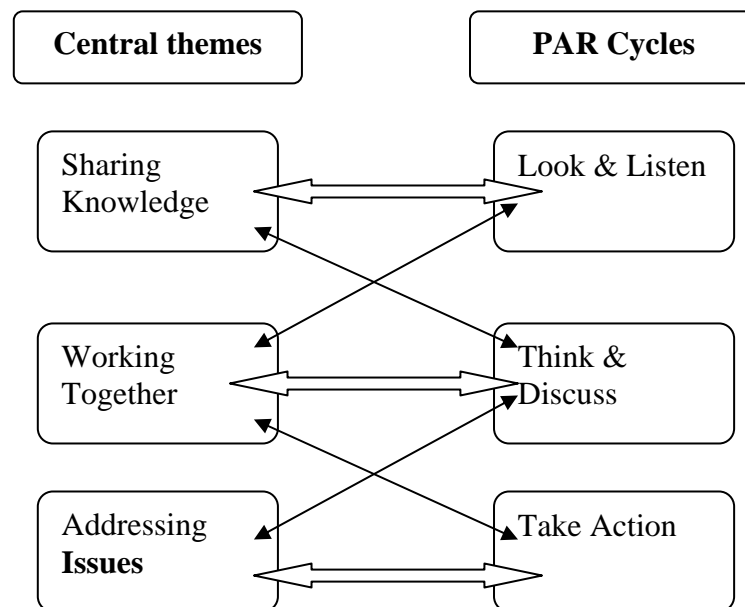 Central themes
PAR Cycles
Sharing
Knowledge
Look & Listen
Working
Together
Think &
Discuss
Addressing
Issues
Take Action